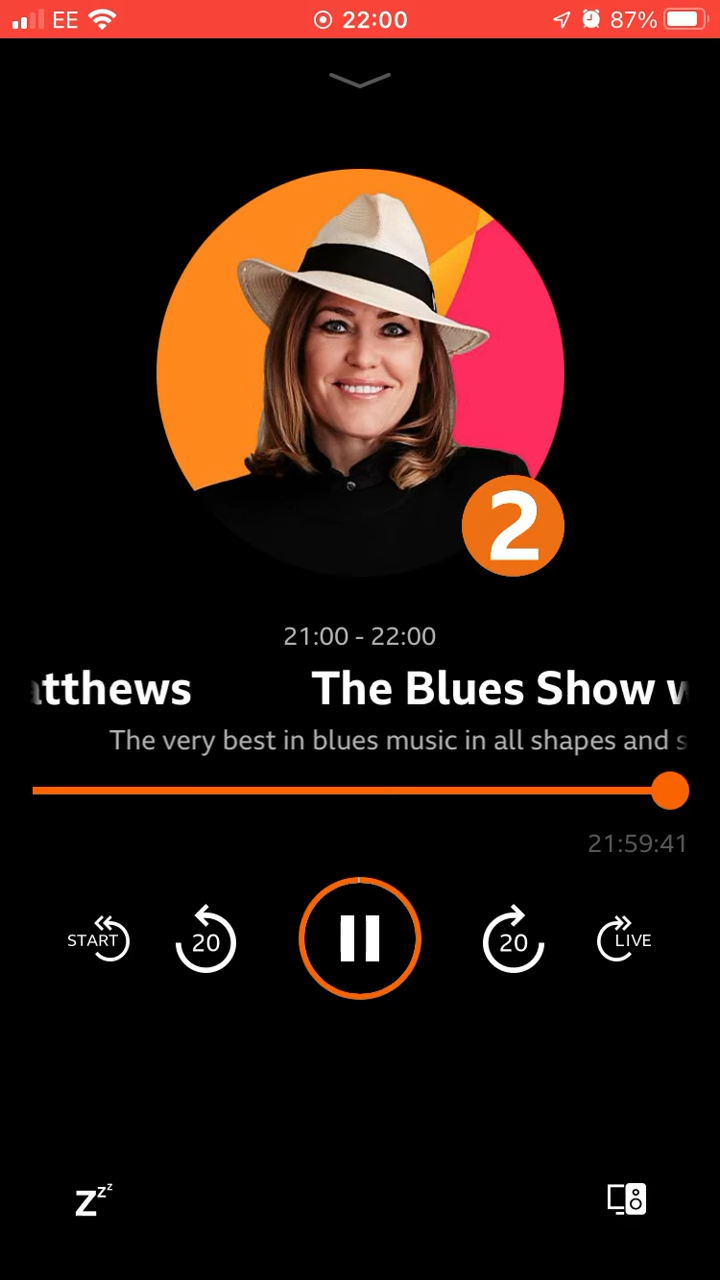 EE 22:00 87%
2
21:00 - 22:00
atthews The Blues Show w
The very best in blues music in all shapes and s
21:59:41
START 20 20 LIVE
Zzz